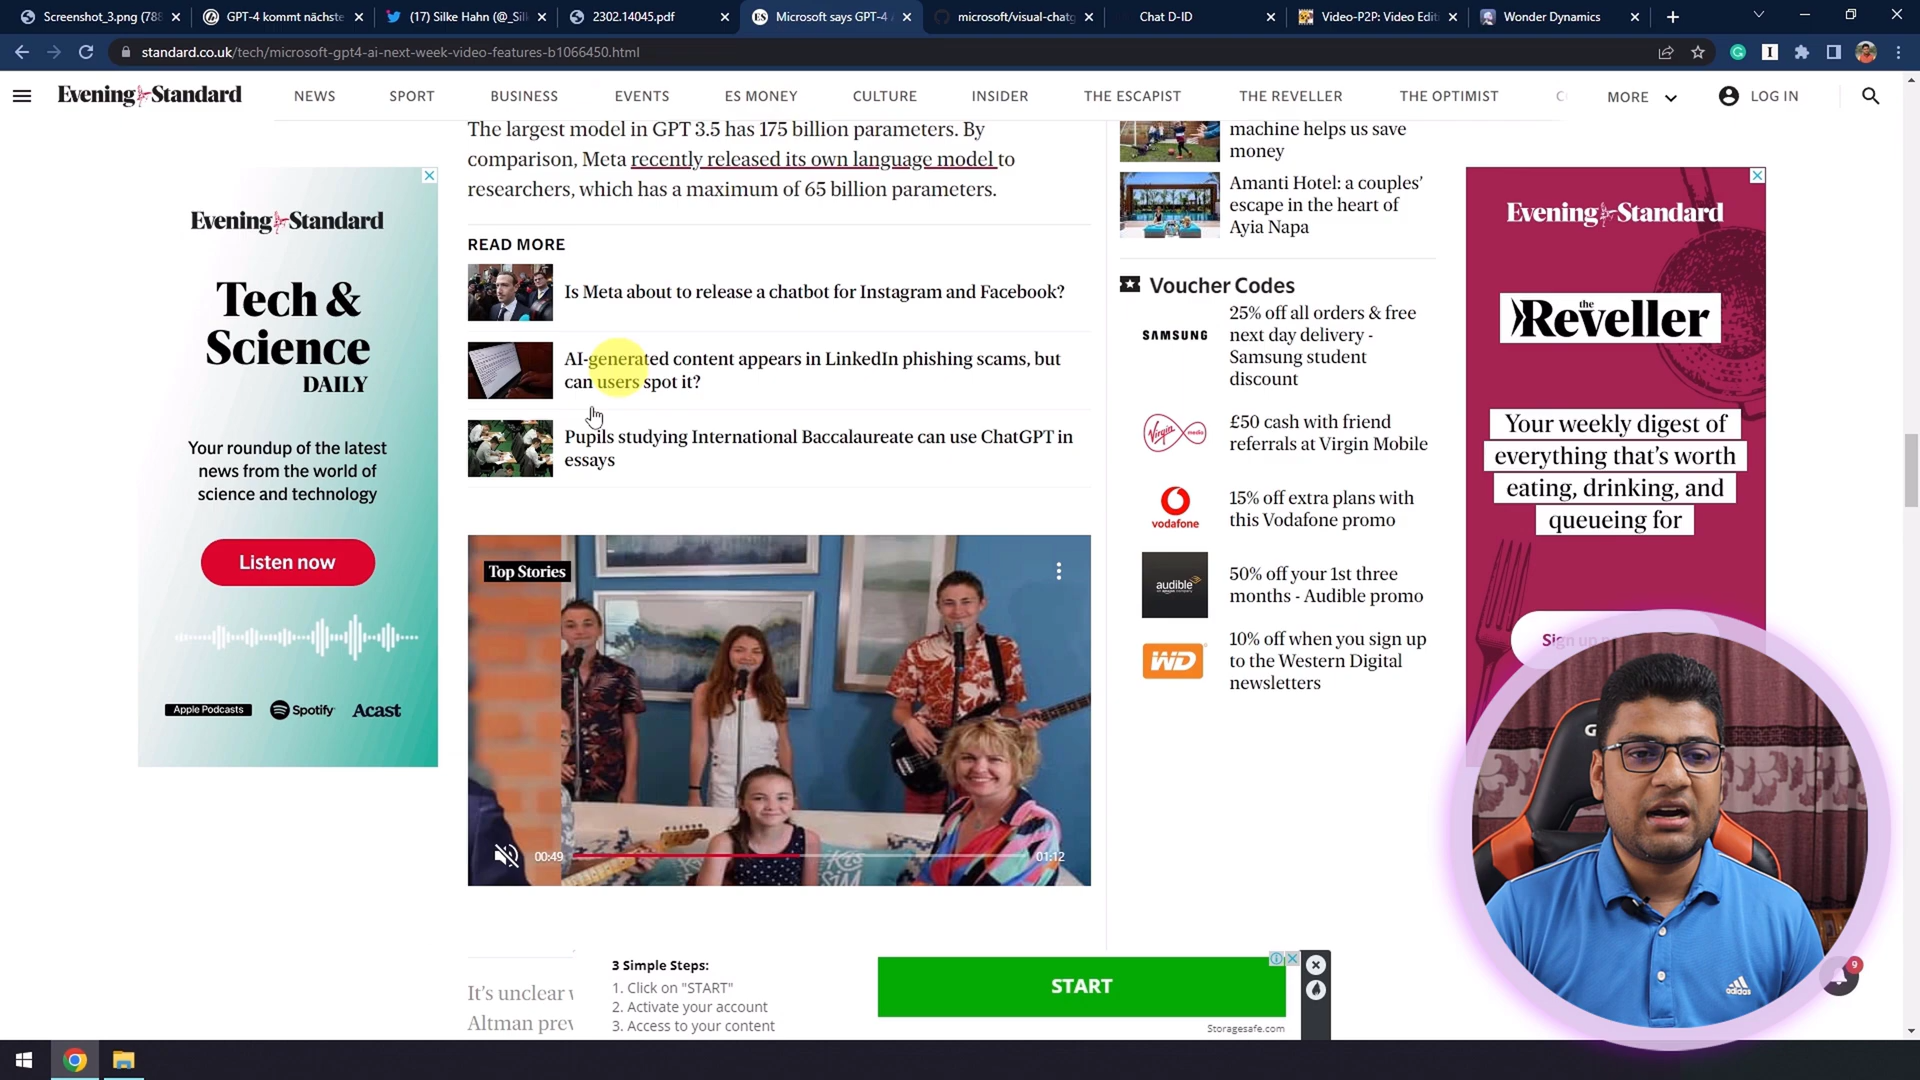 Screenshot_3.png (788
GPT-4 kommt nächste
(17) Silke Hahn (@_Sil
2302.14045.pdf
Microsoft says GPT-4
microsoft/visual-chatg
Chat D-ID
Video-P2P: Video Edit
Wonder Dynamics
standard.co.uk/tech/microsoft-gpt4-ai-next-week-video-features-b1066450.html
Evening Standard
NEWS
SPORT
BUSINESS
EVENTS
ES MONEY
CULTURE
INSIDER
THE ESCAPIST
THE REVELLER
THE OPTIMIST
MORE
LOG IN
The largest model in GPT 3.5 has 175 billion parameters. By
comparison, Meta recently released its own language model to
researchers, which has a maximum of 65 billion parameters.
READ MORE
Is Meta about to release a chatbot for Instagram and Facebook?
AI-generated content appears in LinkedIn phishing scams, but
can users spot it?
Pupils studying International Baccalaureate can use ChatGPT in
essays
Top Stories
00:49
01:12
It's unclear
Altman prev
Evening Standard
Tech &
Science
DAILY
Your roundup of the latest
news from the world of
science and technology
Listen now
Apple Podcasts
Spotify
Acast
machine helps us save
money
Amanti Hotel: a couples'
escape in the heart of
Ayia Napa
Voucher Codes
SAMSUNG
25% off all orders & free
next day delivery -
Samsung student
discount
Virgin media
£50 cash with friend
referrals at Virgin Mobile
vodafone
15% off extra plans with
this Vodafone promo
audible
50% off your 1st three
months - Audible promo
WD
10% off when you sign up
to the Western Digital
newsletters
Evening Standard
the
Reveller
Your weekly digest of
everything that's worth
eating, drinking, and
queueing for
Sign up
3 Simple Steps:
1. Click on "START"
2. Activate your account
3. Access to your content
START
Storagesafe.com
adidas
9